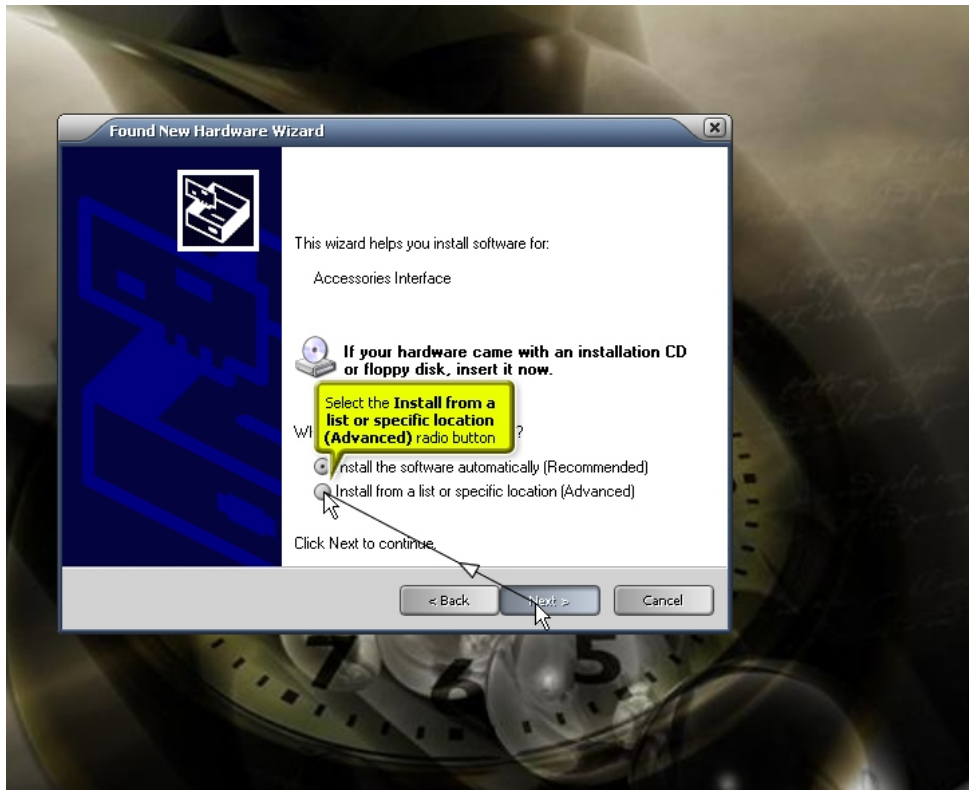 Found New Hardware Wizard
This wizard helps you install software for:
Accessories Interface
If your hardware came with an installation CD
or floppy disk, insert it now.
Select the Install from a
list or specific location
(Advanced) radio button
?
Install the software automatically (Recommended)
Install from a list or specific location (Advanced)
Click Next to continue.
< Back
Next >
Cancel
7
6
5